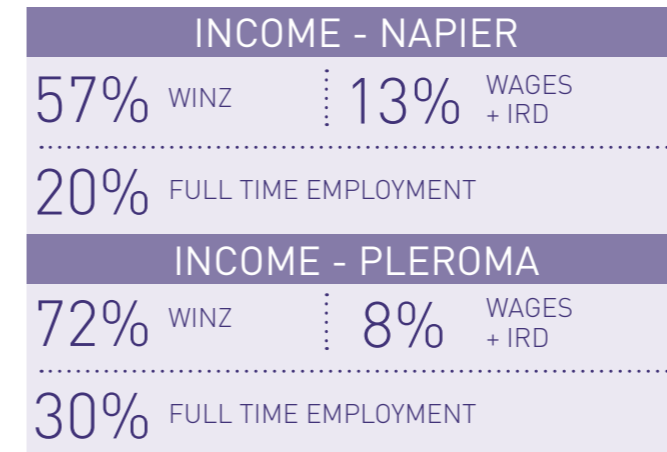 INCOME - NAPIER
57% WINZ
13% WAGES
+ IRD
20% FULL TIME EMPLOYMENT
INCOME - PLEROMA
72% WINZ
8% WAGES
+ IRD
30% FULL TIME EMPLOYMENT